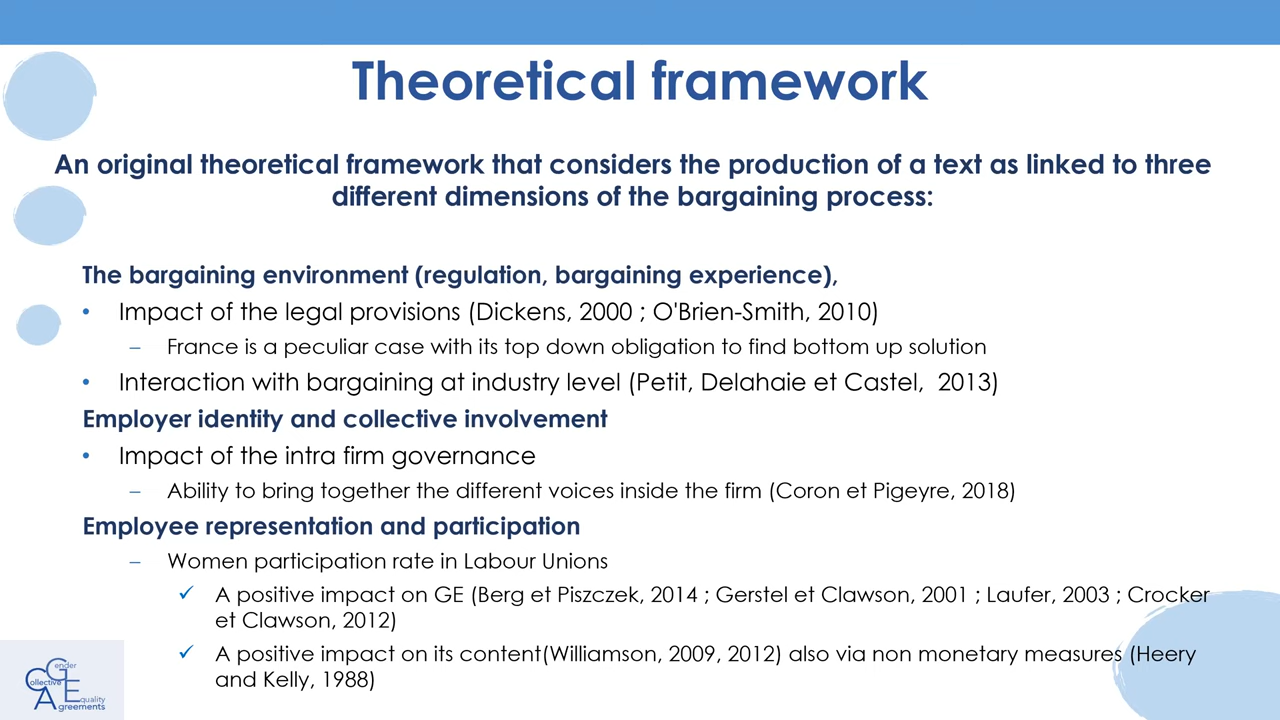 Theoretical framework
An original theoretical framework that considers the production of a text as linked to three
different dimensions of the bargaining process:
The bargaining environment (regulation, bargaining experience),
• Impact of the legal provisions (Dickens, 2000 ; O'Brien-Smith, 2010)
– France is a peculiar case with its top down obligation to find bottom up solution
• Interaction with bargaining at industry level (Petit, Delahaie et Castel,  2013)
Employer identity and collective involvement
• Impact of the intra firm governance
– Ability to bring together the different voices inside the firm (Coron et Pigeyre, 2018)
Employee representation and participation
– Women participation rate in Labour Unions
✓ A positive impact on GE (Berg et Piszczek, 2014 ; Gerstel et Clawson, 2001 ; Laufer, 2003 ; Crocker
et Clawson, 2012)
✓ A positive impact on its content(Williamson, 2009, 2012) also via non monetary measures (Heery
and Kelly, 1988)
Gender
Collective
Equality
Agreements